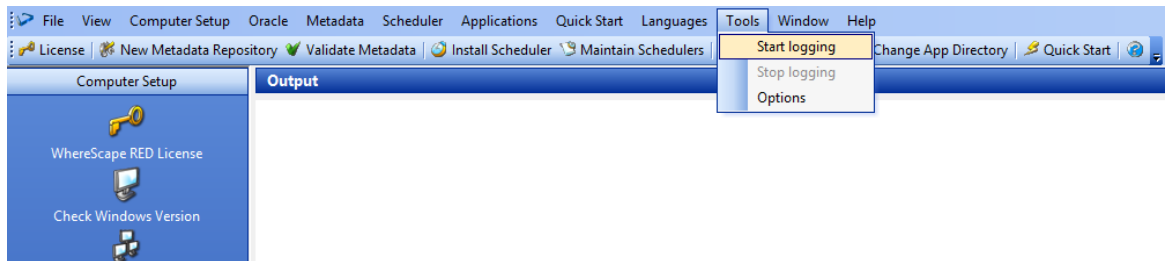 File View Computer Setup Oracle Metadata Scheduler Applications Quick Start Languages Tools Window Help
License New Metadata Repository Validate Metadata Install Scheduler Maintain Schedulers Change App Directory Quick Start
Start logging
Computer Setup Output
Stop logging
Options
WhereScape RED License
Check Windows Version